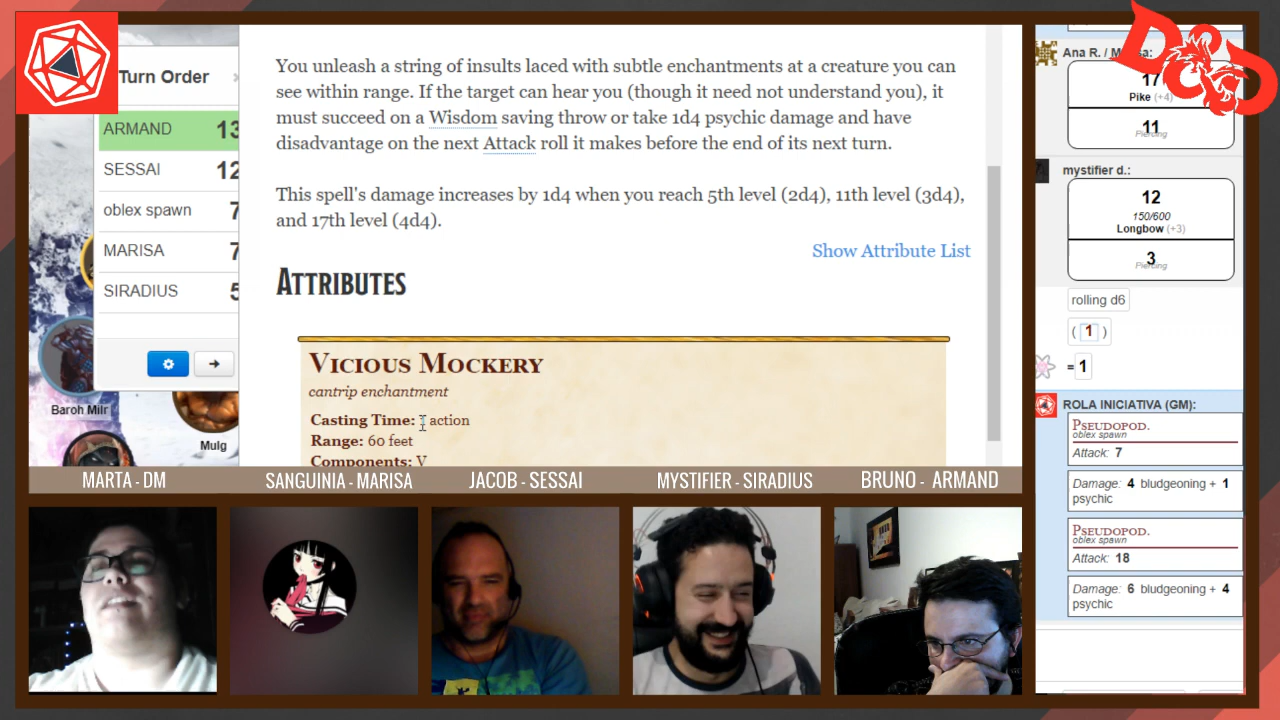 Turn Order
ARMAND 13
SESSAI 12
oblex spawn 7
MARISA 7
SIRADIUS 5
Baroh Milr
Mulg
You unleash a string of insults laced with subtle enchantments at a creature you can
see within range. If the target can hear you (though it need not understand you), it
must succeed on a Wisdom saving throw or take 1d4 psychic damage and have
disadvantage on the next Attack roll it makes before the end of its next turn.
This spell's damage increases by 1d4 when you reach 5th level (2d4), 11th level (3d4),
and 17th level (4d4).
Show Attribute List
ATTRIBUTES
VICIOUS MOCKERY
cantrip enchantment
Casting Time: 1 action
Range: 60 feet
Components: V
MARTA - DM
SANGUINIA - MARISA
JACOB - SESSAI
MYSTIFIER - SIRADIUS
BRUNO - ARMAND
D&D
Ana R. /
17
Pike (+4)
11
Piercing
mystifier d.:
12
150/600
Longbow (+3)
3
Piercing
rolling d6
( 1 )
= 1
ROLA INICIATIVA (GM):
PSEUDOPOD.
oblex spawn
Attack: 7
Damage: 4 bludgeoning + 1
psychic
PSEUDOPOD.
oblex spawn
Attack: 18
Damage: 6 bludgeoning + 4
psychic